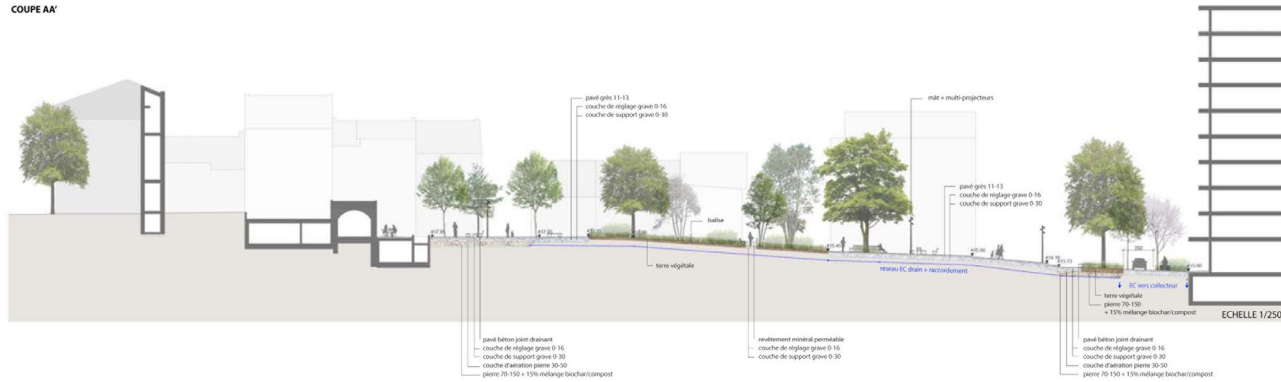 COUPE AA'
pavé grès 11-13
couche de réglage grave 0-16
couche de support grave 0-30
mât + multi-projecteurs
pavé grès 11-13
couche de réglage grave 0-16
couche de support grave 0-30
balise
terre végétale
réseau EC drain + raccordement
EC vers collecteur
terre végétale
pierre 70-150
+ 15% mélange biochar/compost
ECHELLE 1/250
pavé béton joint drainant
couche de réglage grave 0-16
couche de support grave 0-30
couche d'aération pierre 30-50
pierre 70-150 + 15% mélange biochar/compost
revêtement minéral perméable
couche de réglage grave 0-16
couche de support grave 0-30
pavé béton joint drainant
couche de réglage grave 0-16
couche de support grave 0-30
couche d'aération pierre 30-50
pierre 70-150 + 15% mélange biochar/compost